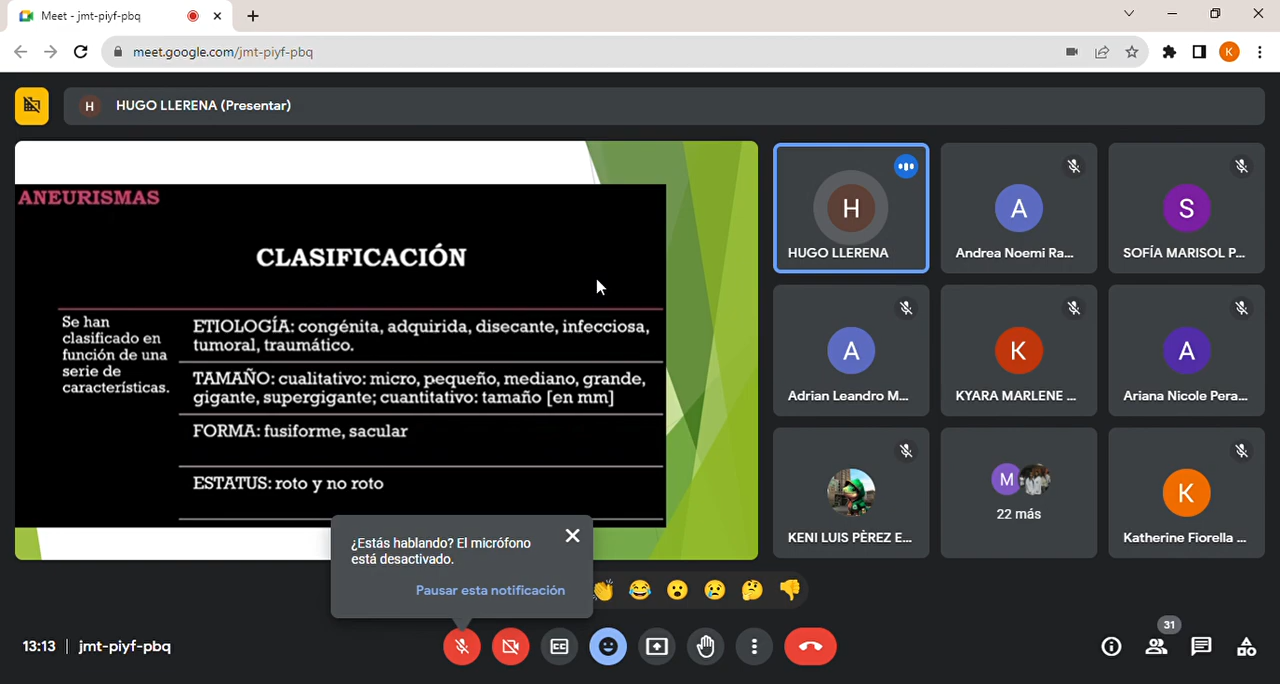 Meet - jmt-piyf-pbq
meet.google.com/jmt-piyf-pbq
K
H
HUGO LLERENA (Presentar)
ANEURISMAS
CLASIFICACIÓN
Se han
clasificado en
función de una
serie de
características.
ETIOLOGÍA: congénita, adquirida, disecante, infecciosa,
tumoral, traumático.
TAMAÑO: cualitativo: micro, pequeño, mediano, grande,
gigante, supergigante; cuantitativo: tamaño [en mm]
FORMA: fusiforme, sacular
ESTATUS: roto y no roto
H
HUGO LLERENA
A
Andrea Noemi Ra...
S
SOFÍA MARISOL P...
A
Adrian Leandro M...
K
KYARA MARLENE ...
A
Ariana Nicole Pera...
KENI LUIS PÈREZ E...
M
22 más
K
Katherine Fiorella ...
¿Estás hablando? El micrófono
está desactivado.
Pausar esta notificación
13:13
jmt-piyf-pbq
31